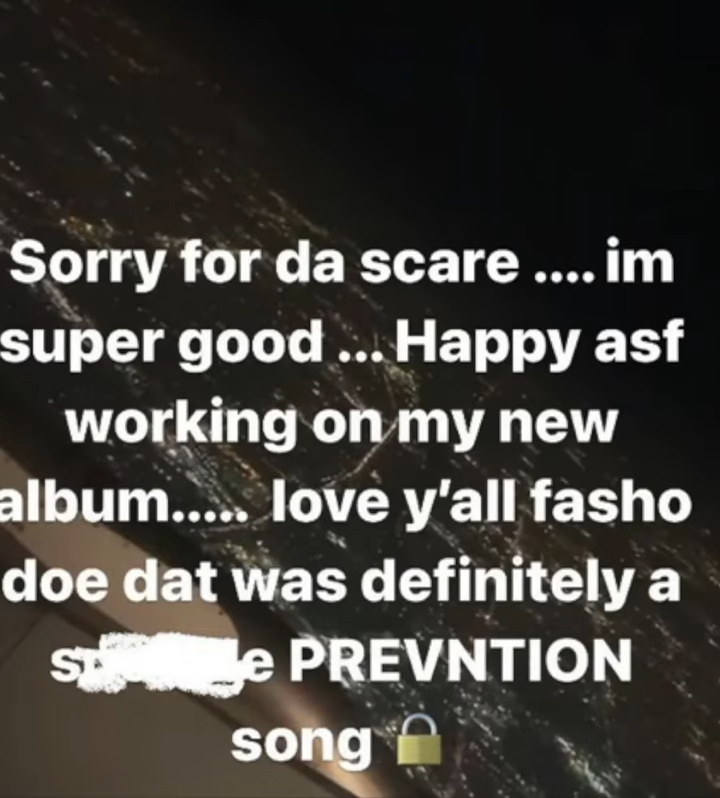 Sorry for da scare .... im
super good ... Happy asf
working on my new
album..... love y'all fasho
doe dat was definitely a
PREVNTION
song 🔒